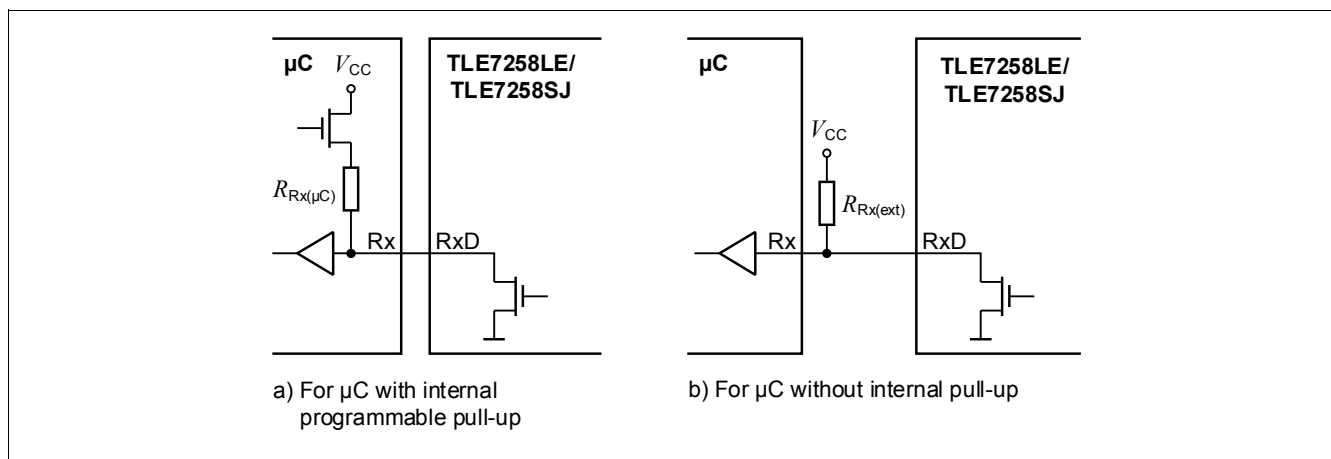 µC
VCC
TLE7258LE/
TLE7258SJ
RRx(µC)
Rx
RxD
a) For µC with internal
programmable pull-up
µC
TLE7258LE/
TLE7258SJ
VCC
RRx(ext)
Rx
RxD
b) For µC without internal pull-up